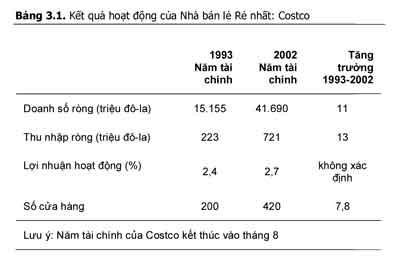 Bảng 3.1. Kết quả hoạt động của Nhà bán lẻ Rẻ nhất: Costco
1993 Năm tài chính 2002 Năm tài chính Tăng trưởng 1993-2002
Doanh số ròng (triệu đô-la) 15.155 41.690 11
Thu nhập ròng (triệu đô-la) 223 721 13
Lợi nhuận hoạt động (%) 2,4 2,7 không xác định
Số cửa hàng 200 420 7,8
Lưu ý: Năm tài chính của Costco kết thúc vào tháng 8